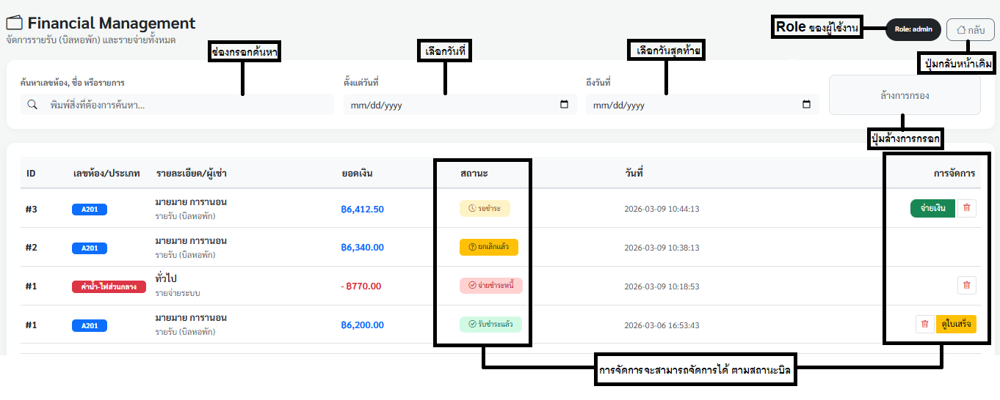 Financial Management
จัดการรายรับ (บิลหอพัก) และรายจ่ายทั้งหมด
Role ของผู้ใช้งาน
Role: admin
กลับ
ช่องกรอกค้นหา
เลือกวันที่
เลือกวันสุดท้าย
ปุ่มกลับหน้าเดิม
ค้นหาเลขห้อง, ชื่อ หรือรายการ
ตั้งแต่วันที่
ถึงวันที่
พิมพ์สิ่งที่ต้องการค้นหา...
mm/dd/yyyy
mm/dd/yyyy
ล้างการกรอง
ปุ่มล้างการกรอก
ID เลขห้อง/ประเภท รายละเอียด/ผู้เช่า ยอดเงิน สถานะ วันที่ การจัดการ
#3 A201 มายมาย การานอน ฿6,412.50 รอชำระ 2026-03-09 10:44:13 จ่ายเงิน
รายรับ (บิลหอพัก)
#2 A201 มายมาย การานอน ฿6,340.00 ยกเลิกแล้ว 2026-03-09 10:38:13
รายรับ (บิลหอพัก)
#1 ค่าน้ำ-ไฟส่วนกลาง ทั่วไป - ฿770.00 จ่ายชำระหนี้ 2026-03-09 10:18:53
รายจ่ายระบบ
#1 A201 มายมาย การานอน ฿6,200.00 รับชำระแล้ว 2026-03-06 16:53:43 ดูใบเสร็จ
รายรับ (บิลหอพัก)
การจัดการจะสามารถจัดการได้ ตามสถานะบิล